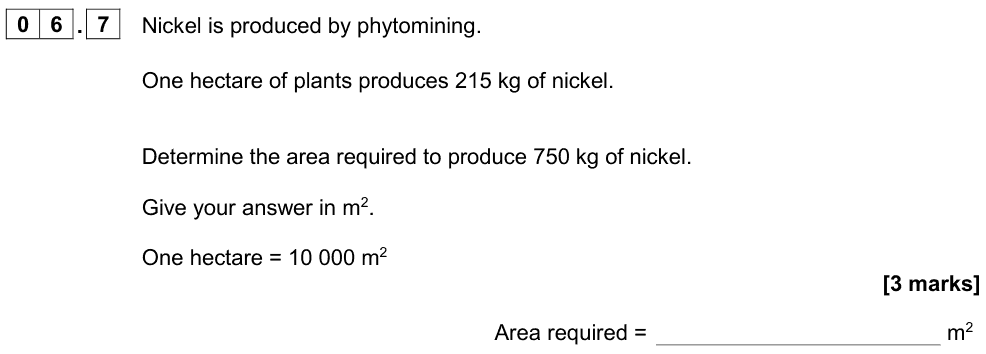 0 6 . 7 Nickel is produced by phytomining.
One hectare of plants produces 215 kg of nickel.
Determine the area required to produce 750 kg of nickel.
Give your answer in m².
One hectare = 10 000 m²
[3 marks]
Area required = ______________________________ m²